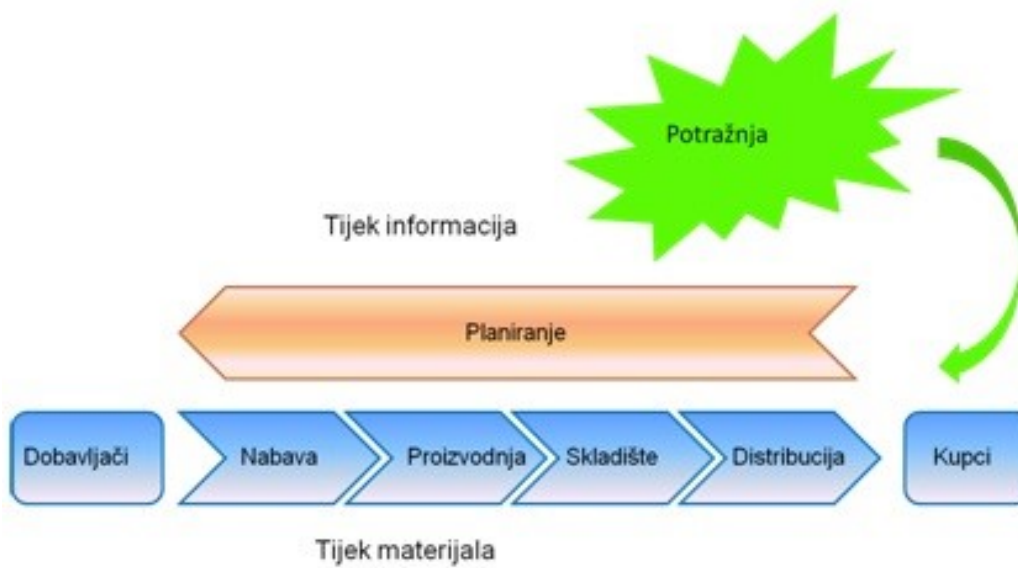 Potražnja
Tijek informacija
Planiranje
Dobavljači
Nabava
Proizvodnja
Skladište
Distribucija
Kupci
Tijek materijala